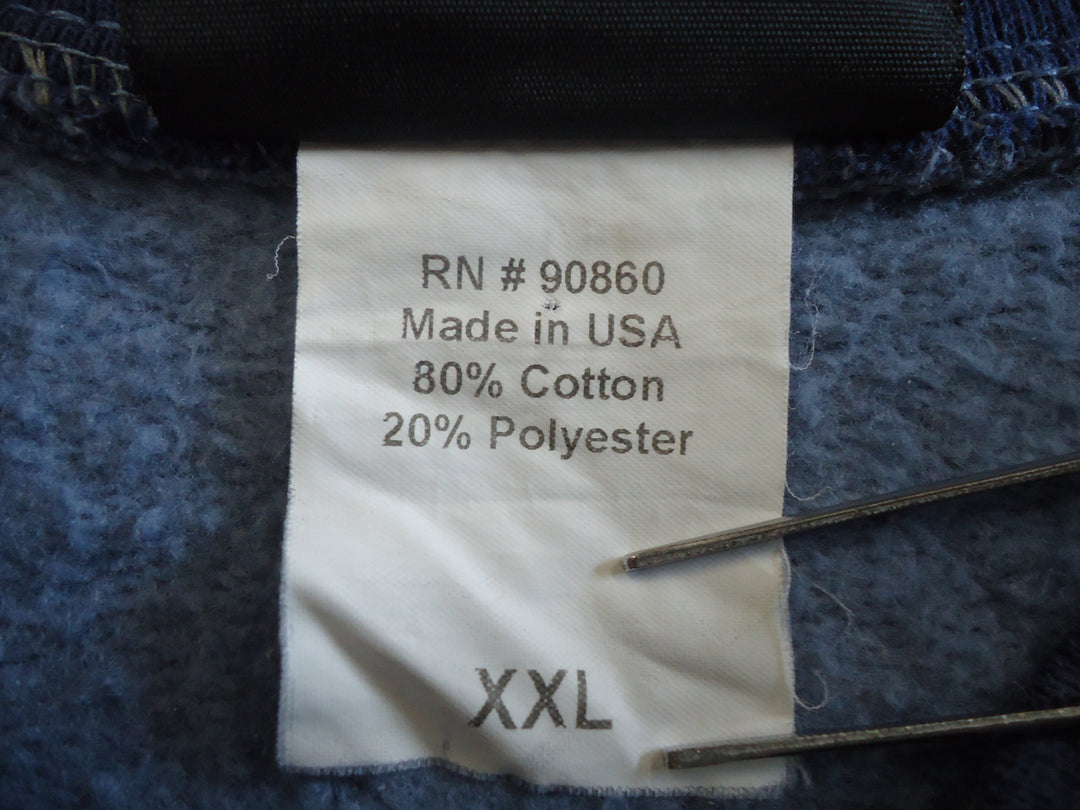 RN # 90860
Made in USA
80% Cotton
20% Polyester
XXL